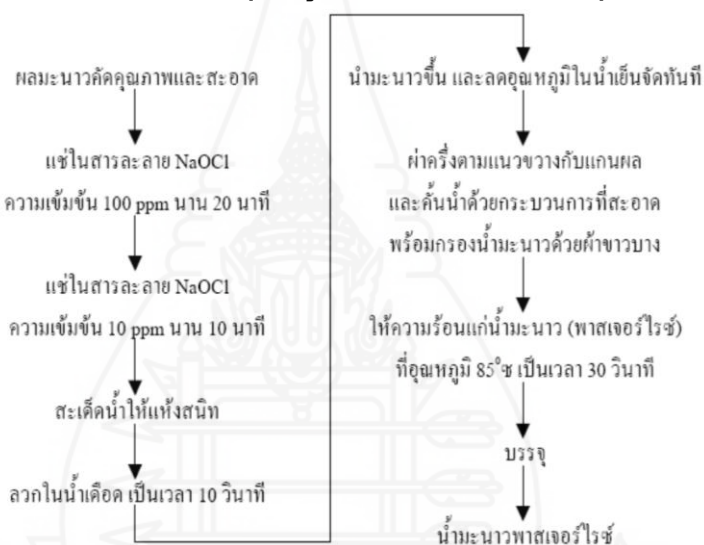 ผลมะนาวคัดคุณภาพและสะอาด
แช่ในสารละลาย NaOCl
ความเข้มข้น 100 ppm นาน 20 นาที
แช่ในสารละลาย NaOCl
ความเข้มข้น 10 ppm นาน 10 นาที
สะเด็ดน้ำให้แห้งสนิท
ลวกในน้ำเดือด เป็นเวลา 10 วินาที
นำมะนาวขึ้น และลดอุณหภูมิในน้ำเย็นจัดทันที
ผ่าครึ่งตามแนวขวางกับแกนผล
และคั้นน้ำด้วยกระบวนการที่สะอาด
พร้อมกรองน้ำมะนาวด้วยผ้าขาวบาง
ให้ความร้อนแก่น้ำมะนาว (พาสเจอร์ไรซ์)
ที่อุณหภูมิ 85°ซ เป็นเวลา 30 วินาที
บรรจุ
น้ำมะนาวพาสเจอร์ไรซ์